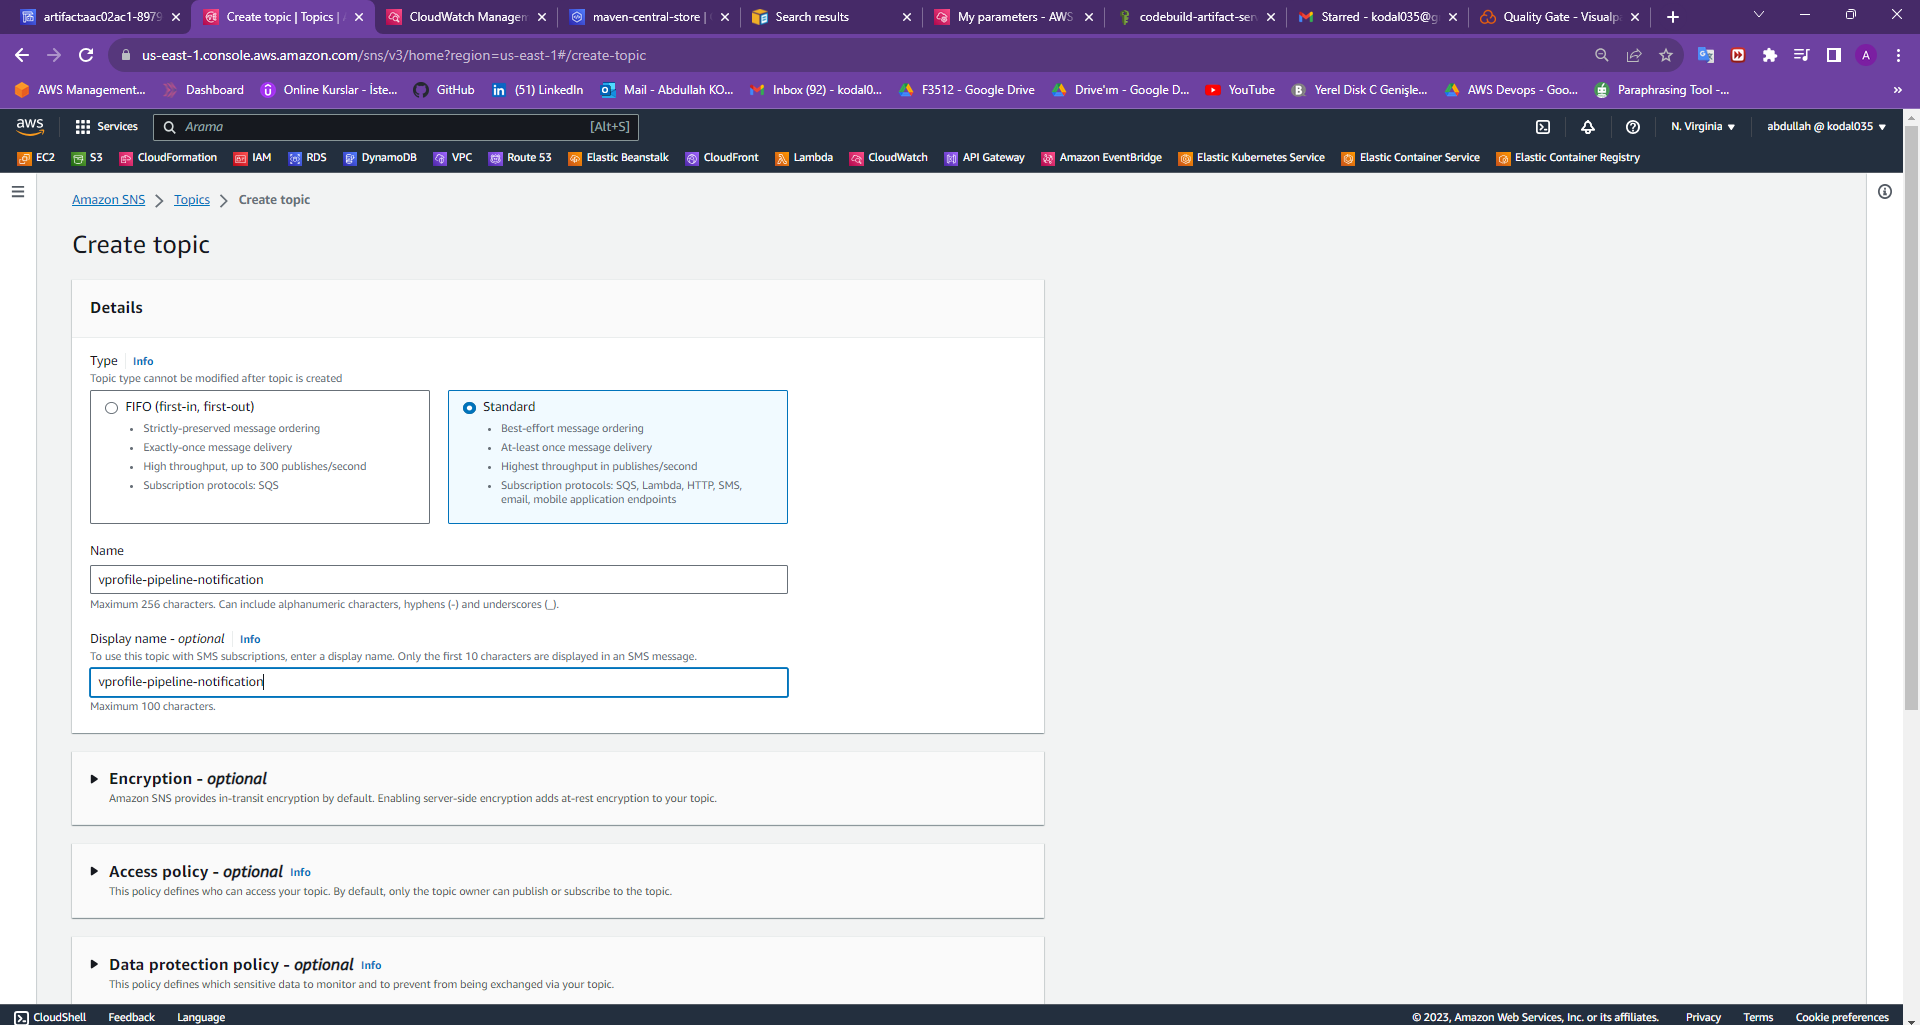 artifact:aac02ac1-8979
Create topic | Topics |
CloudWatch Managem
maven-central-store |
Search results
My parameters - AWS
codebuild-artifact-ser
Starred - kodal035@g
Quality Gate - Visualp
us-east-1.console.aws.amazon.com/sns/v3/home?region=us-east-1#/create-topic
AWS Management...
Dashboard
Online Kurslar - İste...
GitHub
(51) LinkedIn
Mail - Abdullah KO...
Inbox (92) - kodal0...
F3512 - Google Drive
Drive'ım - Google D...
YouTube
Yerel Disk C Genişle...
AWS Devops - Goo...
Paraphrasing Tool -...
»
aws
Services
Arama
[Alt+S]
N. Virginia
abdullah @ kodal035
EC2
S3
CloudFormation
IAM
RDS
DynamoDB
VPC
Route 53
Elastic Beanstalk
CloudFront
Lambda
CloudWatch
API Gateway
Amazon EventBridge
Elastic Kubernetes Service
Elastic Container Service
Elastic Container Registry
Amazon SNS
Topics
Create topic
Create topic
Details
Type
Info
Topic type cannot be modified after topic is created
FIFO (first-in, first-out)
• Strictly-preserved message ordering
• Exactly-once message delivery
• High throughput, up to 300 publishes/second
• Subscription protocols: SQS
Standard
• Best-effort message ordering
• At-least once message delivery
• Highest throughput in publishes/second
• Subscription protocols: SQS, Lambda, HTTP, SMS,
email, mobile application endpoints
Name
vprofile-pipeline-notification
Maximum 256 characters. Can include alphanumeric characters, hyphens (-) and underscores (_).
Display name - optional
Info
To use this topic with SMS subscriptions, enter a display name. Only the first 10 characters are displayed in an SMS message.
vprofile-pipeline-notification
Maximum 100 characters.
Encryption - optional
Amazon SNS provides in-transit encryption by default. Enabling server-side encryption adds at-rest encryption to your topic.
Access policy - optional
Info
This policy defines who can access your topic. By default, only the topic owner can publish or subscribe to the topic.
Data protection policy - optional
Info
This policy defines which sensitive data to monitor and to prevent from being exchanged via your topic.
CloudShell
Feedback
Language
© 2023, Amazon Web Services, Inc. or its affiliates.
Privacy
Terms
Cookie preferences